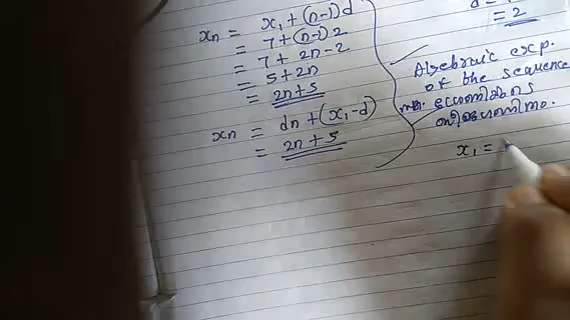 xn = x₁ + (n-1)d
= 7 + (n-1) 2
= 7 + 2n - 2
= 5 + 2n
= 2n + 5
xn = dn + (x₁ - d)
= 2n + 5
= 2
Algebraic exp.
of the sequence
x₁ =